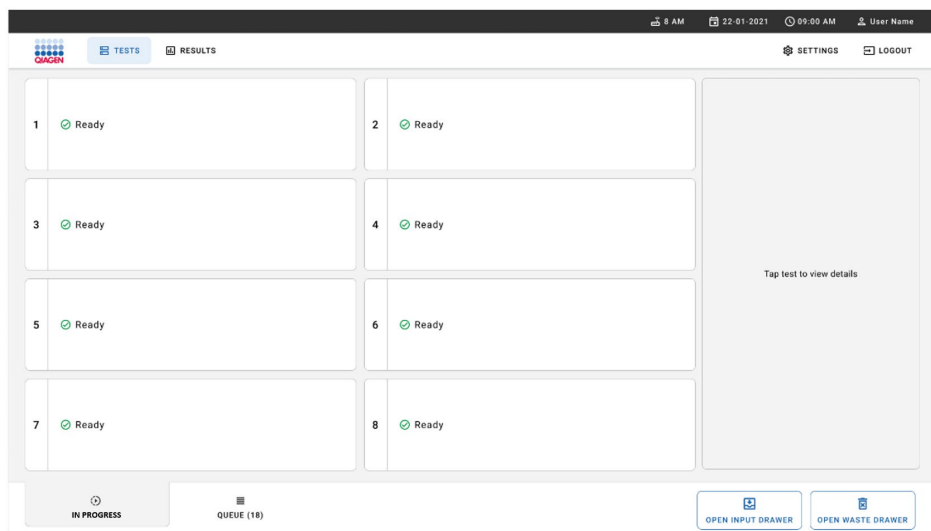 8 AM 22-01-2021 09:00 AM User Name
QIAGEN TESTS RESULTS SETTINGS LOGOUT
1 Ready
2 Ready
3 Ready
4 Ready
Tap test to view details
5 Ready
6 Ready
7 Ready
8 Ready
IN PROGRESS
QUEUE (18)
OPEN INPUT DRAWER
OPEN WASTE DRAWER